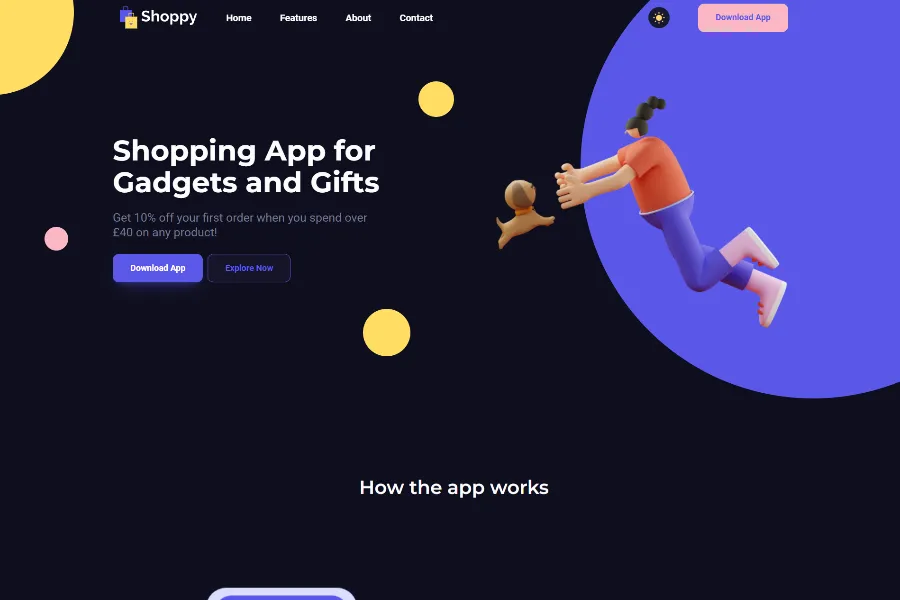 Shoppy
Home Features About Contact
Download App
Shopping App for
Gadgets and Gifts
Get 10% off your first order when you spend over
£40 on any product!
Download App Explore Now
How the app works